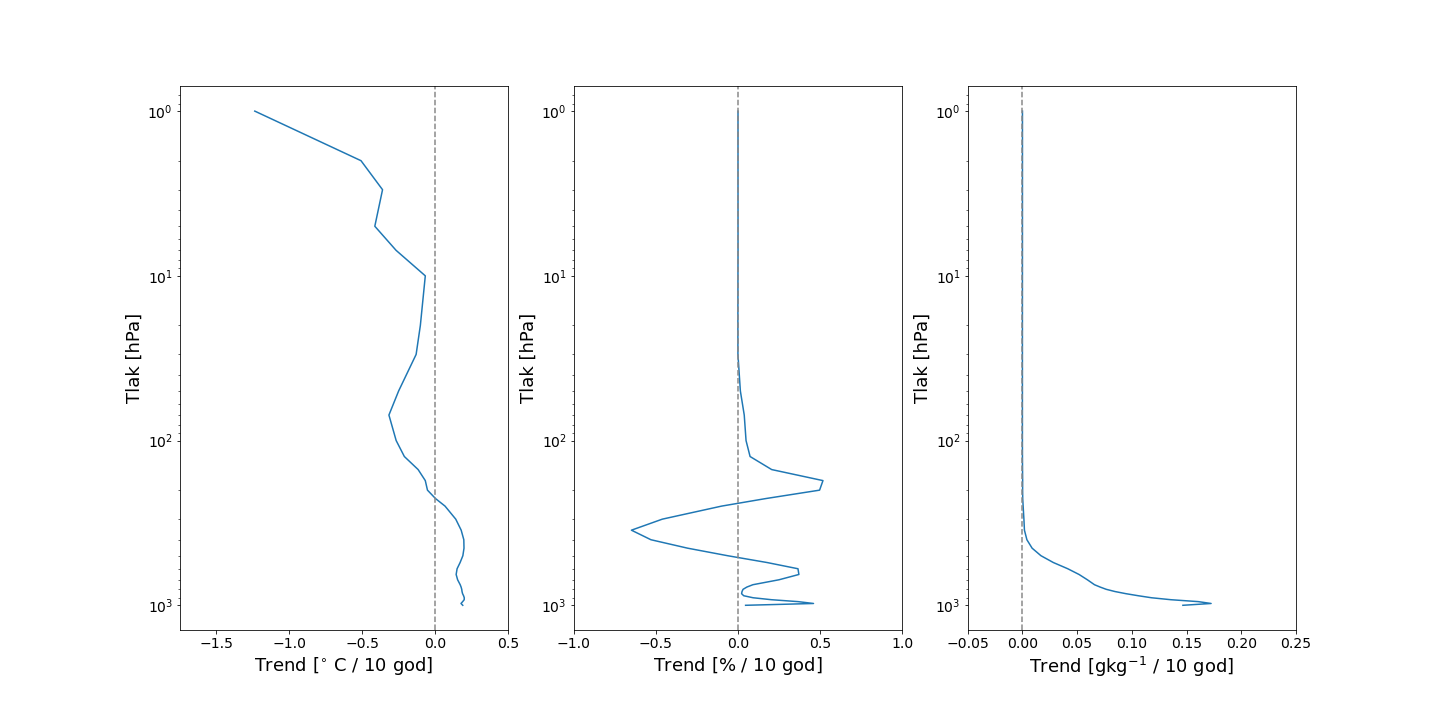 10⁰
10¹
10²
10³
Tlak [hPa]
−1.5 −1.0 −0.5 0.0 0.5
Trend [° C / 10 god]
10⁰
10¹
10²
10³
Tlak [hPa]
−1.0 −0.5 0.0 0.5 1.0
Trend [% / 10 god]
10⁰
10¹
10²
10³
Tlak [hPa]
−0.05 0.00 0.05 0.10 0.15 0.20 0.25
Trend [gkg⁻¹ / 10 god]